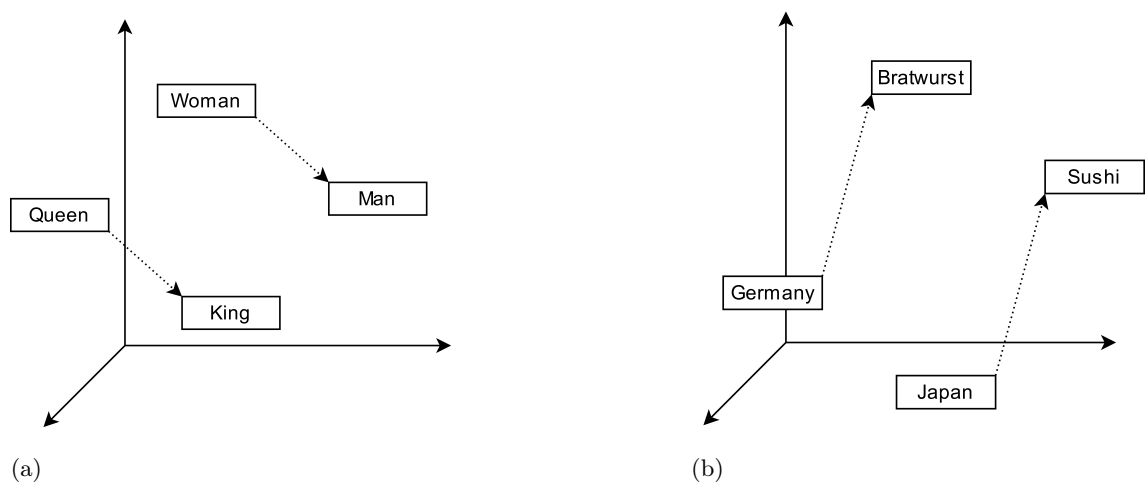 Woman
Man
Queen
King
(a)
Bratwurst
Sushi
Germany
Japan
(b)